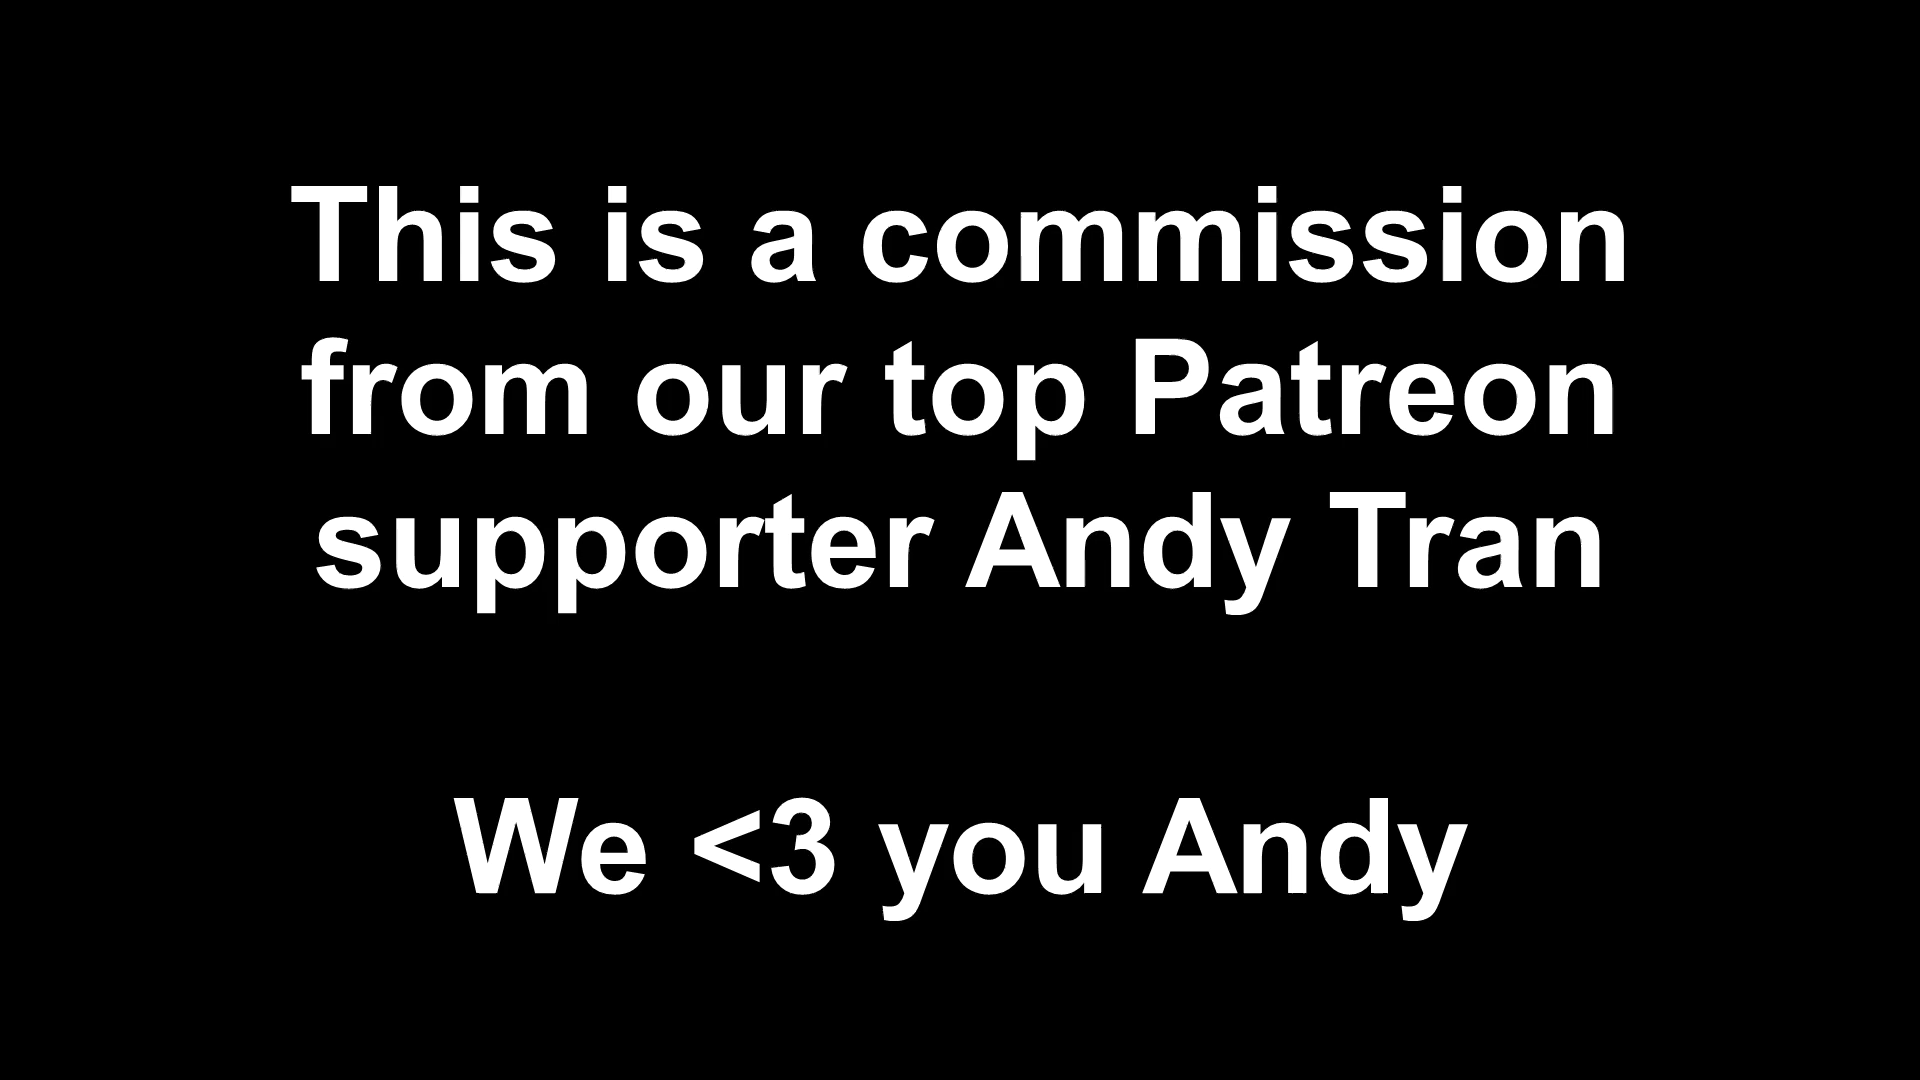 This is a commission
from our top Patreon
supporter Andy Tran
We <3 you Andy